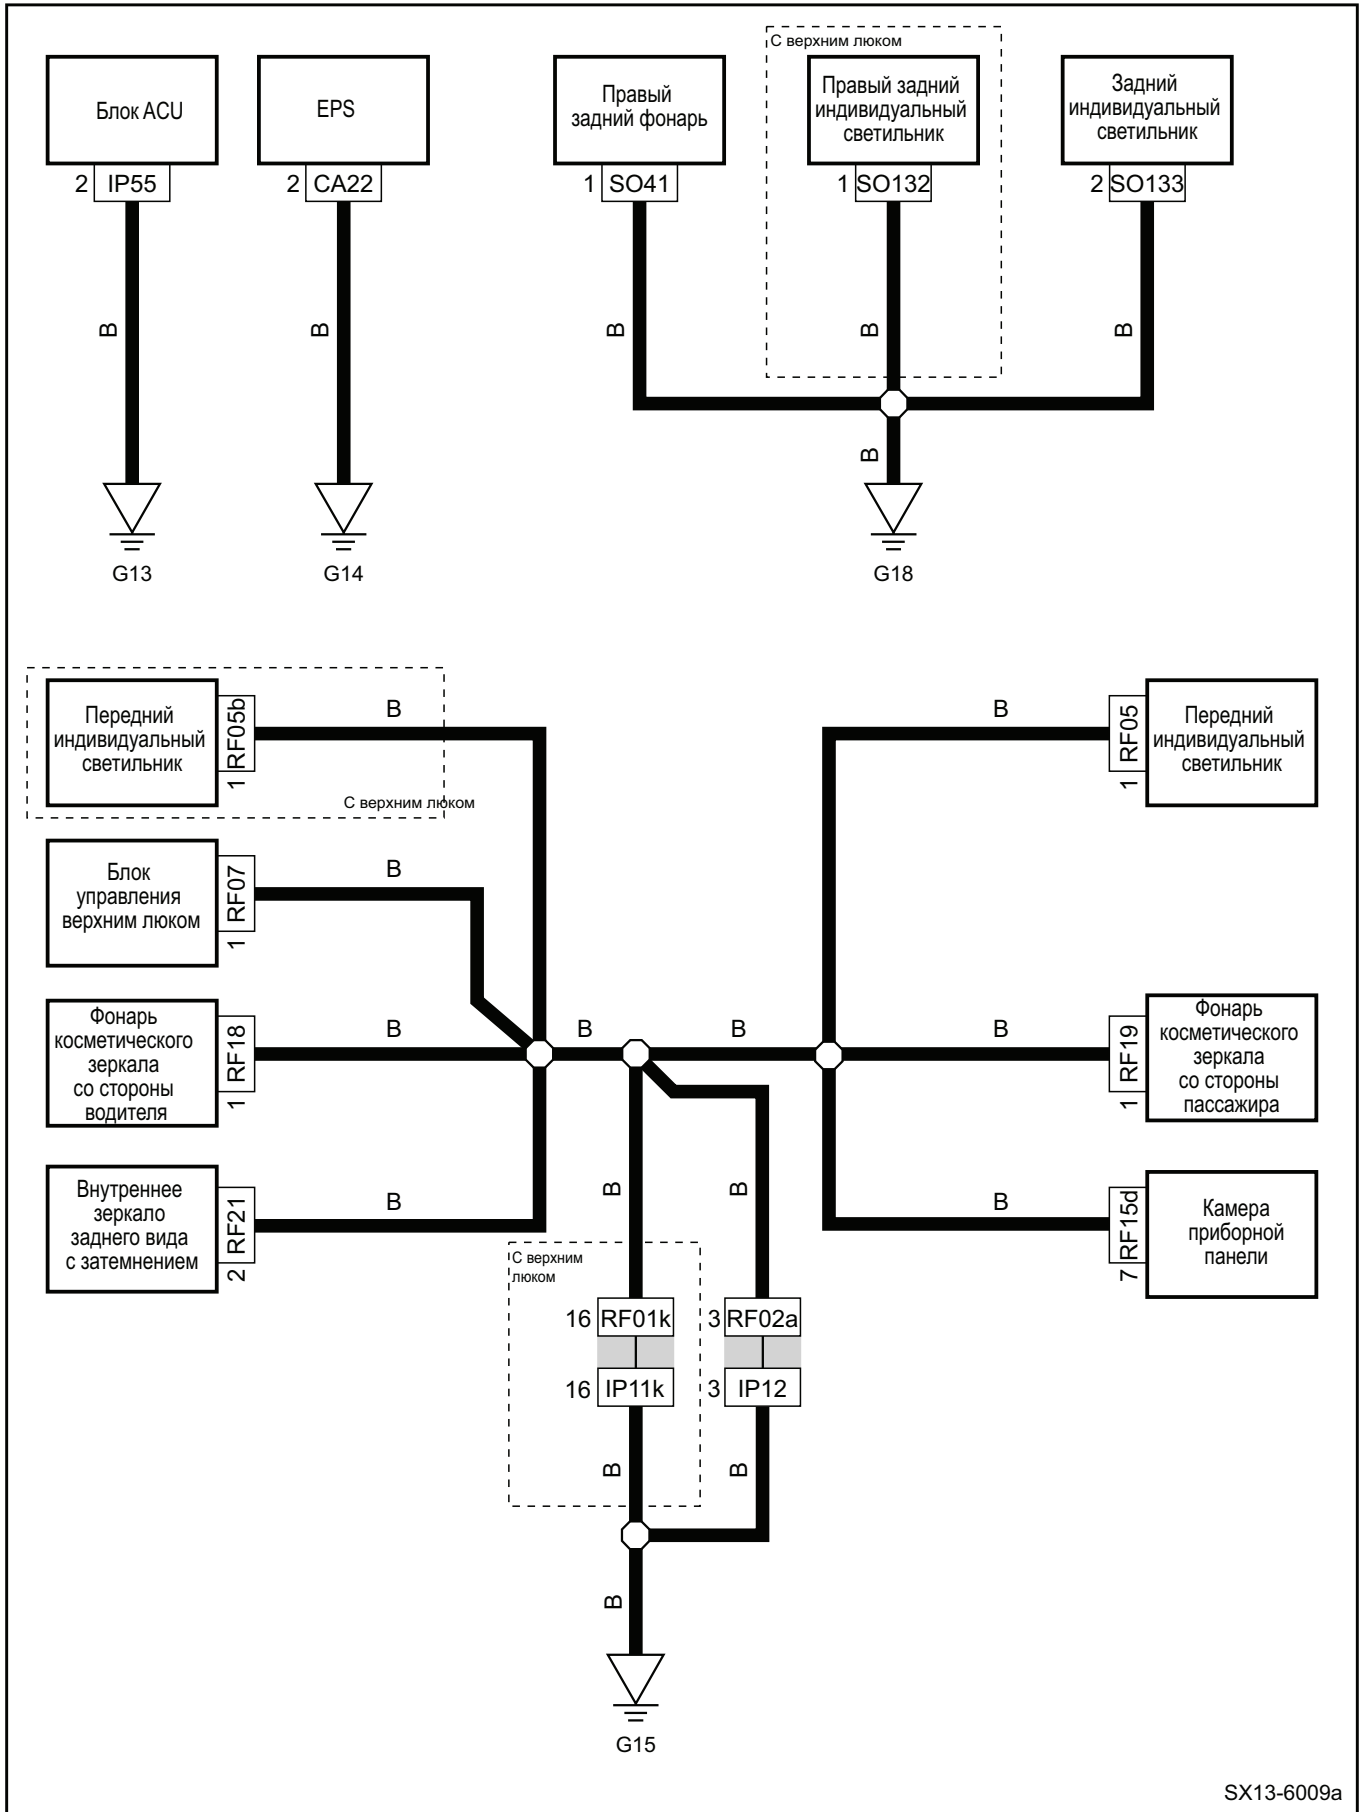 С верхним люком
Блок ACU
EPS
Правый
задний фонарь
Правый задний
индивидуальный
светильник
Задний
индивидуальный
светильник
2 IP55
2 CA22
1 SO41
1 SO132
2 SO133
B
B
B
B
B
B
G13
G14
G18
Передний
индивидуальный
светильник
1 RF05b
B
С верхним люком
B
1 RF05
Передний
индивидуальный
светильник
Блок
управления
верхним люком
1 RF07
B
Фонарь
косметического
зеркала
со стороны
водителя
1 RF18
B
B
B
B
1 RF19
Фонарь
косметического
зеркала
со стороны
пассажира
Внутреннее
зеркало
заднего вида
с затемнением
2 RF21
B
B
B
B
7 RF15d
Камера
приборной
панели
С верхним
люком
16 RF01k
3 RF02a
16 IP11k
3 IP12
B
B
B
G15
SX13-6009a